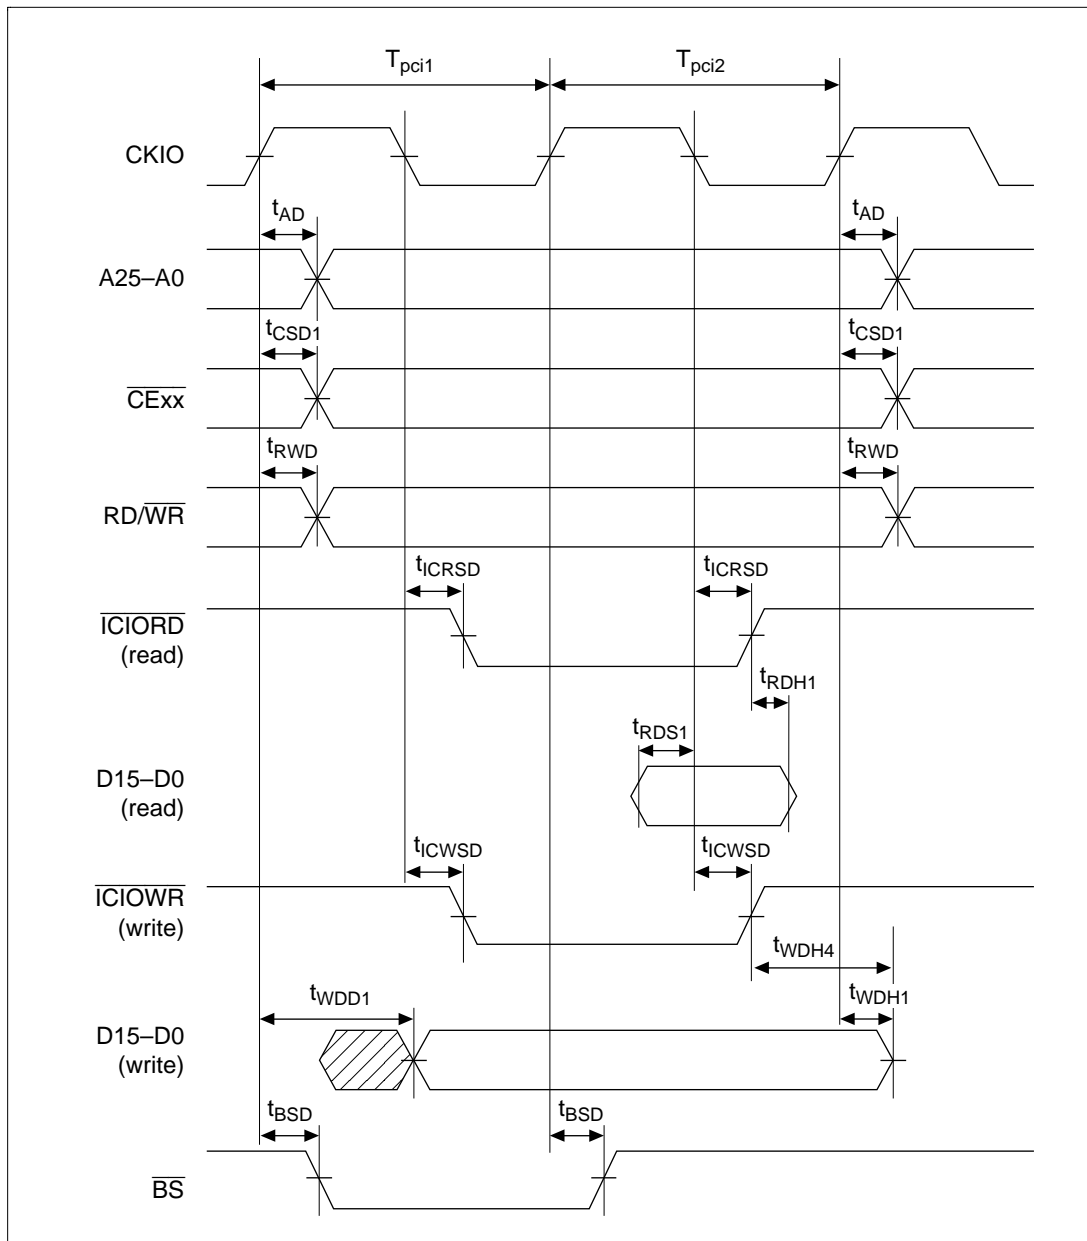 Tpci1 Tpci2
CKIO
tAD tAD
A25–A0
tCSD1 tCSD1
CExx
tRWD tRWD
RD/WR
tICRSD tICRSD
ICIORD
(read)
tRDH1
tRDS1
D15–D0
(read)
tICWSD tICWSD
ICIOWR
(write)
tWDH4
tWDD1 tWDH1
D15–D0
(write)
tBSD tBSD
BS